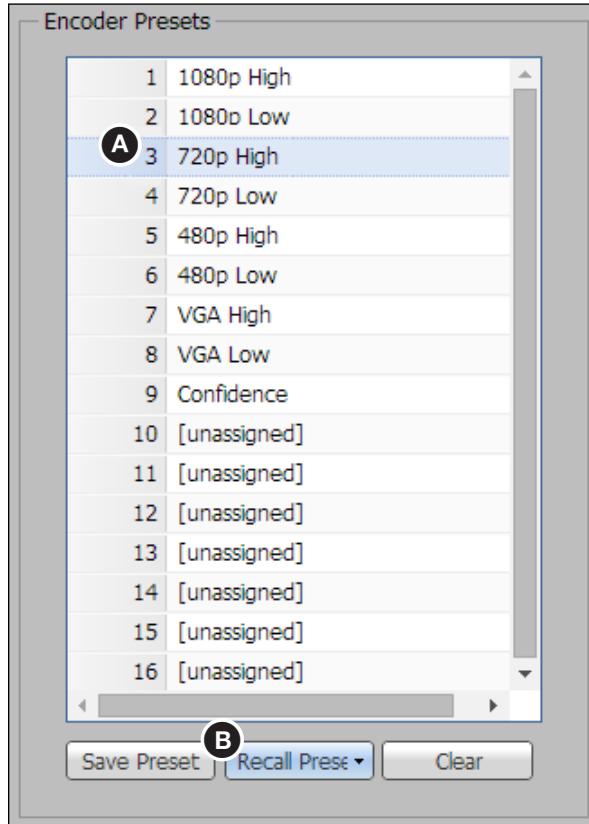 Encoder Presets
1 1080p High
2 1080p Low
A
3 720p High
4 720p Low
5 480p High
6 480p Low
7 VGA High
8 VGA Low
9 Confidence
10 [unassigned]
11 [unassigned]
12 [unassigned]
13 [unassigned]
14 [unassigned]
15 [unassigned]
16 [unassigned]
B
Save Preset Recall Prese Clear